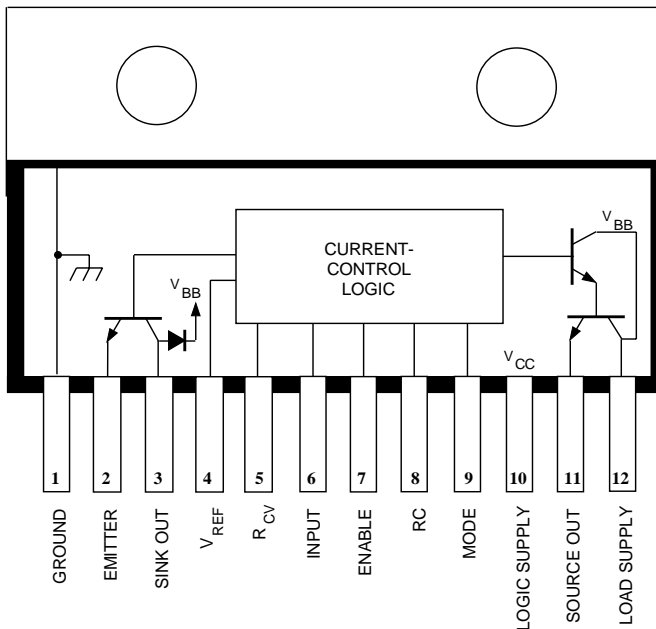 V BB
CURRENT-
CONTROL
LOGIC
V BB
V CC
1 2 3 4 5 6 7 8 9 10 11 12
GROUND
EMITTER
SINK OUT
V REF
R CV
INPUT
ENABLE
RC
MODE
LOGIC SUPPLY
SOURCE OUT
LOAD SUPPLY